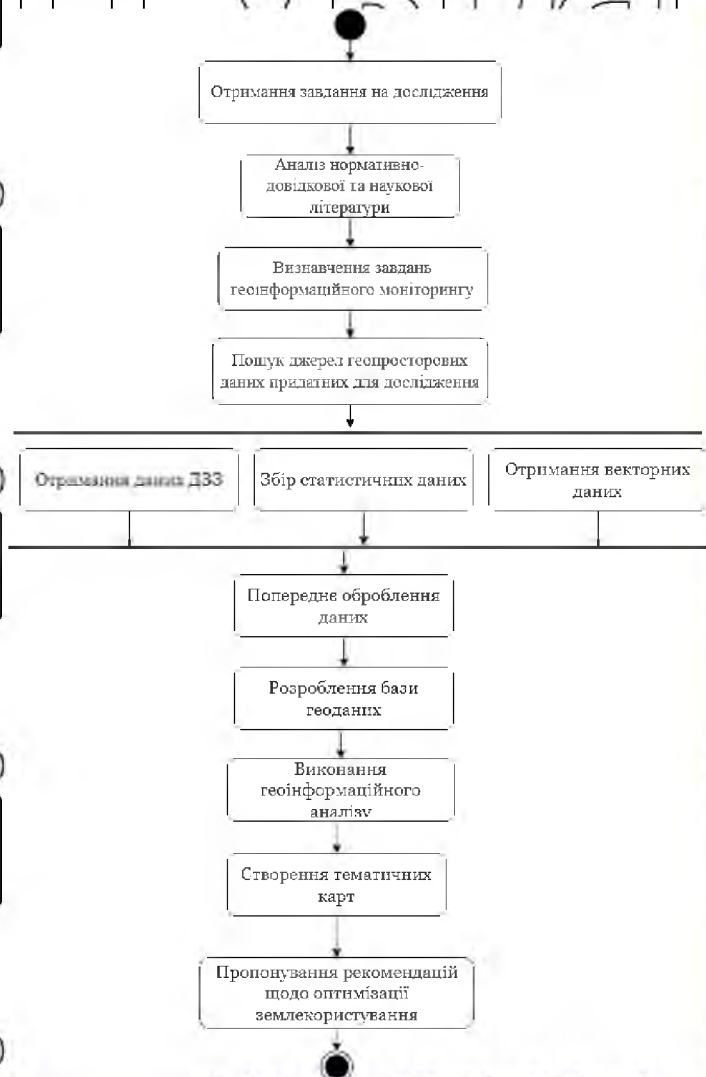 Отримання завдання на дослідження
Аналіз нормативно-
довідкової та наукової
літератури
Визнавчення завдань
геоінформаційного моніторингу
Пошук джерел геопросторових
даних придатних для дослідження
Отримання даних ДЗЗ
Збір статистичних даних
Отримання векторних
даних
Попереднє оброблення
даних
Розроблення бази
геоданих
Виконання
геоінформаційного
аналізу
Створення тематичних
карт
Пропонування рекомендацій
щодо оптимізації
землекористування